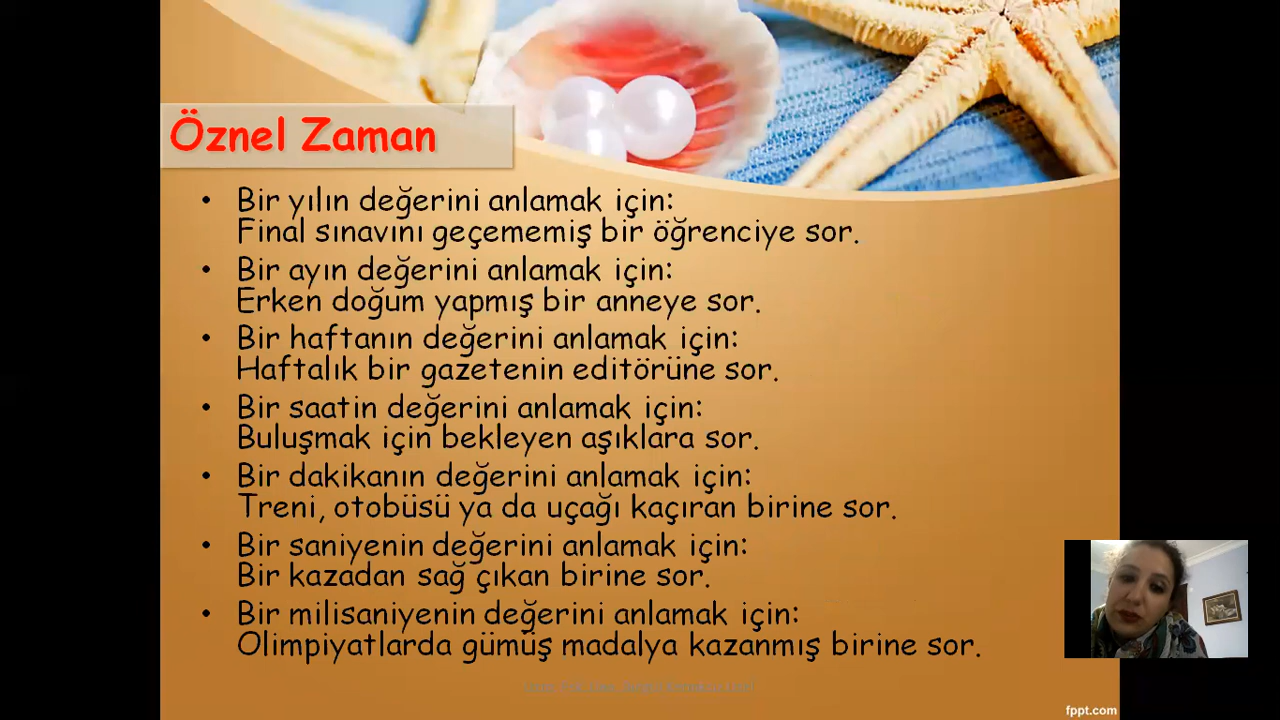 Öznel Zaman
• Bir yılın değerini anlamak için:
Final sınavını geçememiş bir öğrenciye sor.
• Bir ayın değerini anlamak için:
Erken doğum yapmış bir anneye sor.
• Bir haftanın değerini anlamak için:
Haftalık bir gazetenin editörüne sor.
• Bir saatin değerini anlamak için:
Buluşmak için bekleyen aşıklara sor.
• Bir dakikanın değerini anlamak için:
Treni, otobüsü ya da uçağı kaçıran birine sor.
• Bir saniyenin değerini anlamak için:
Bir kazadan sağ çıkan birine sor.
• Bir milisaniyenin değerini anlamak için:
Olimpiyatlarda gümüş madalya kazanmış birine sor.
fppt.com